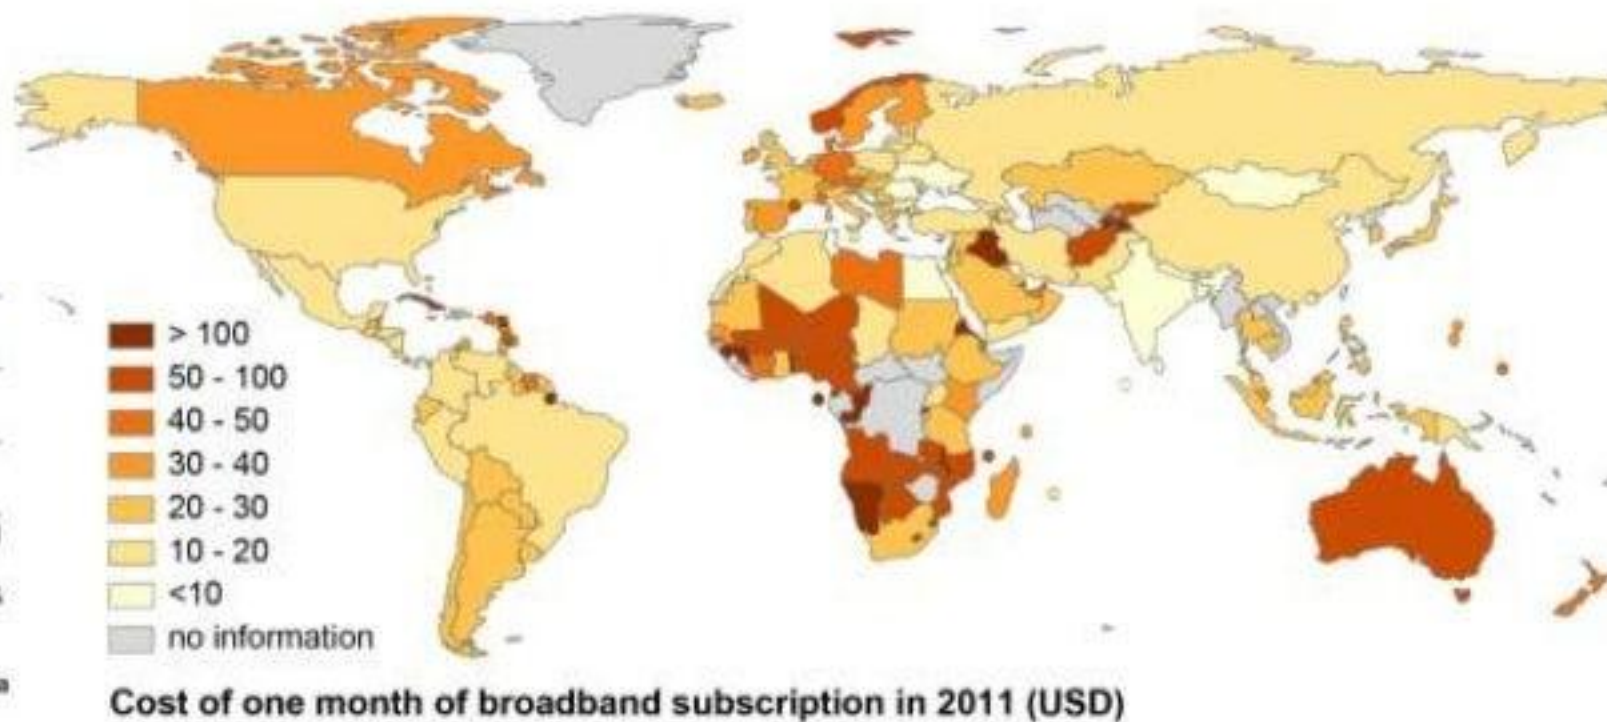 > 100
50 - 100
40 - 50
30 - 40
20 - 30
10 - 20
<10
no information
Cost of one month of broadband subscription in 2011 (USD)